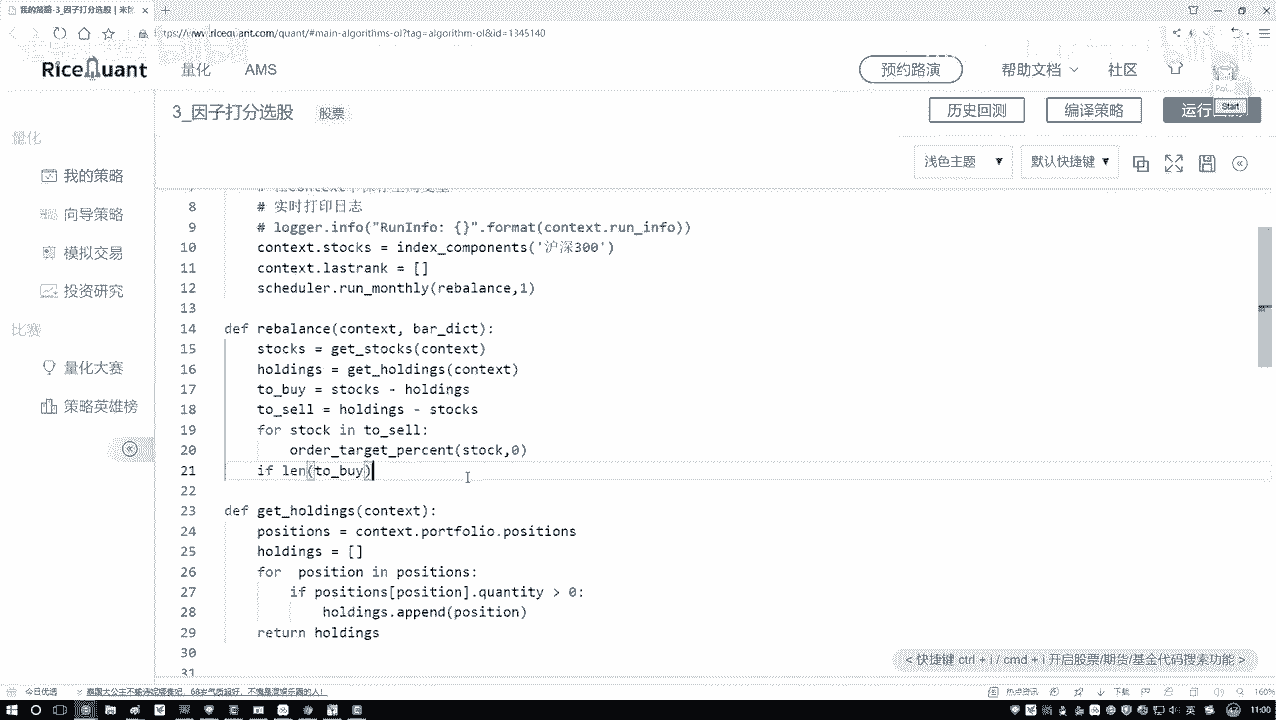 我的策略-3_因子打分选股 | 米筐
https://www.ricequant.com/quant/#main-algorithms-ol?tag=algorithm-ol&id=1345140
RiceQuant
量化
AMS
预约路演
帮助文档
社区
3_因子打分选股
股票
历史回测
编译策略
运行
Start
量化
浅色主题
默认快捷键
我的策略
向导策略
模拟交易
投资研究
比赛
量化大赛
策略英雄榜
8 # 实时打印日志
9 # logger.info("RunInfo: {}".format(context.run_info))
10 context.stocks = index_components('沪深300')
11 context.lastrank = []
12 scheduler.run_monthly(rebalance,1)
13
14 def rebalance(context, bar_dict):
15 stocks = get_stocks(context)
16 holdings = get_holdings(context)
17 to_buy = stocks - holdings
18 to_sell = holdings - stocks
19 for stock in to_sell:
20 order_target_percent(stock,0)
21 if len(to_buy)
22
23 def get_holdings(context):
24 positions = context.portfolio.positions
25 holdings = []
26 for  position in positions:
27 if positions[position].quantity > 0:
28 holdings.append(position)
29 return holdings
30
31
< 快捷键 ctrl + i / cmd + i 开启股票/期货/基金代码搜索功能 >
今日优选
热点资讯
下载
160%
英
11:00